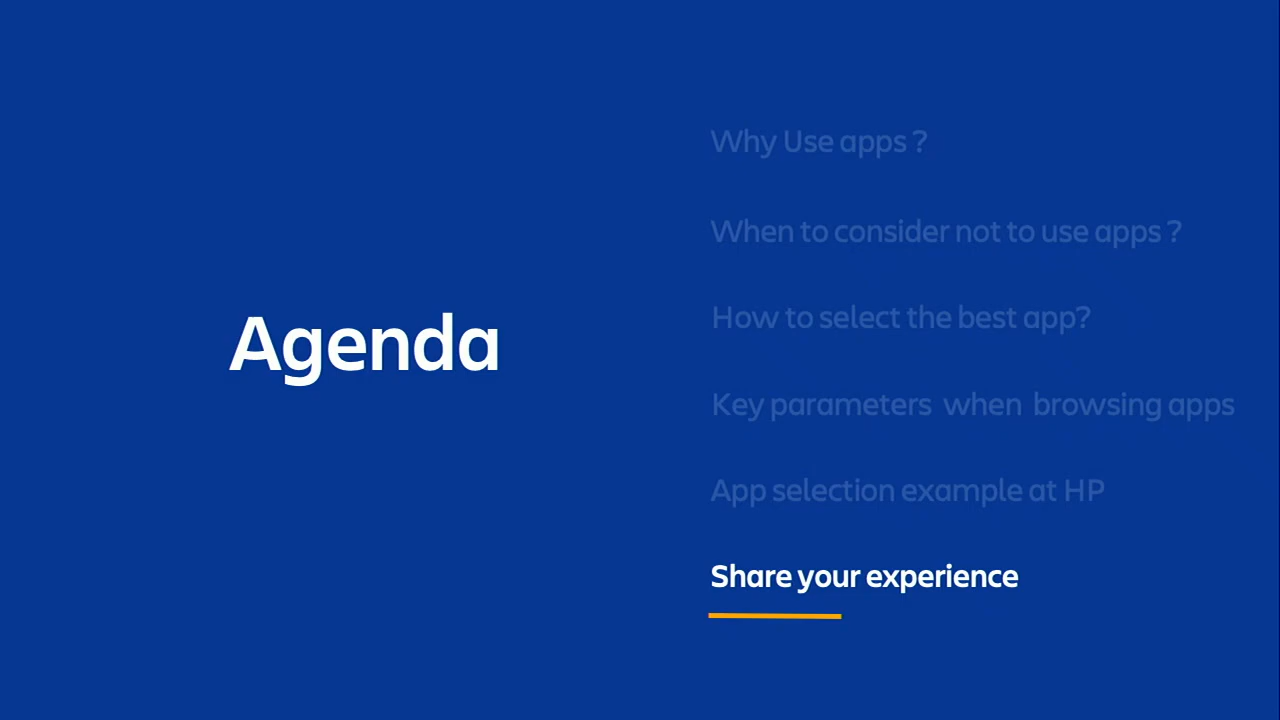 Agenda
Why Use apps ?
When to consider not to use apps ?
How to select the best app?
Key parameters when browsing apps
App selection example at HP
Share your experience